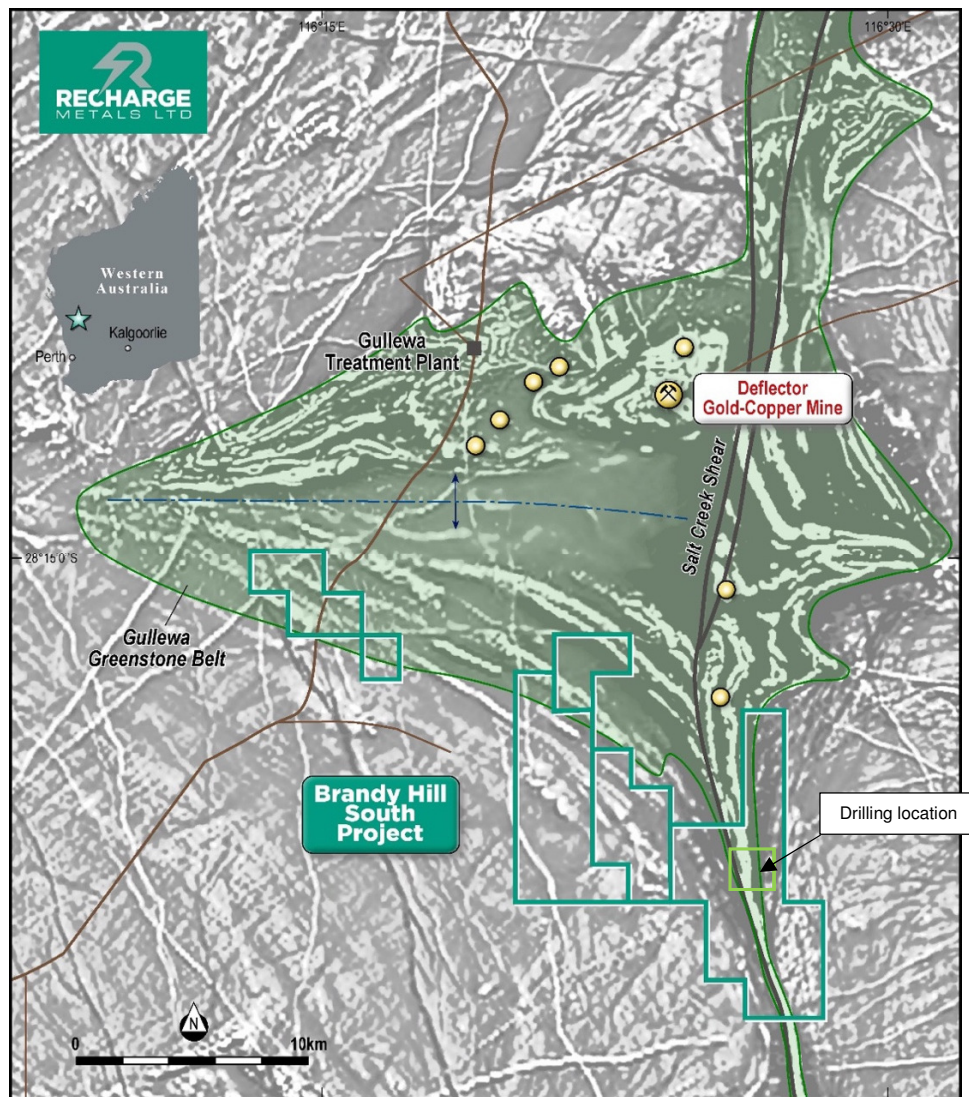 116°15'E
116°30'E
RECHARGE
METALS LTD
Western
Australia
Kalgoorlie
Perth
Gullewa
Treatment Plant
Deflector
Gold-Copper Mine
Salt Creek Shear
28°15'0"S
Gullewa
Greenstone Belt
Brandy Hill
South
Project
Drilling location
N
0
10km